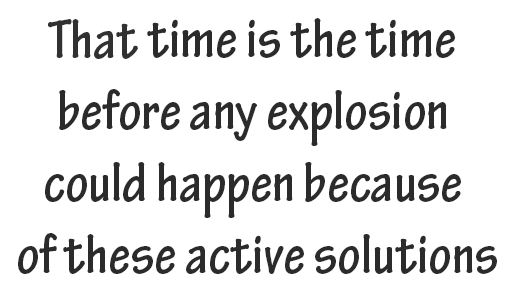 That time is the time
before any explosion
could happen because
of these active solutions